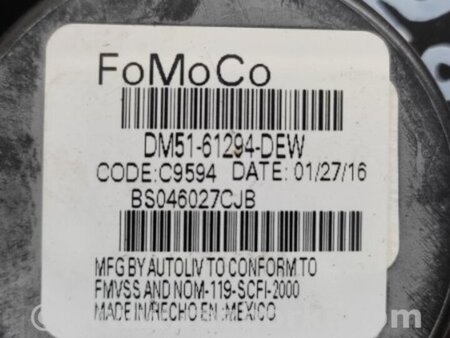 FoMoCo
DM51-61294-DEW
CODE:C9594 DATE: 01/27/16
BS046027CJB
MFG BY AUTOLIV TO CONFORM TO
FMVSS AND NOM-119-SCFI-2000
MADE IN/RECHO EN :MEXICO